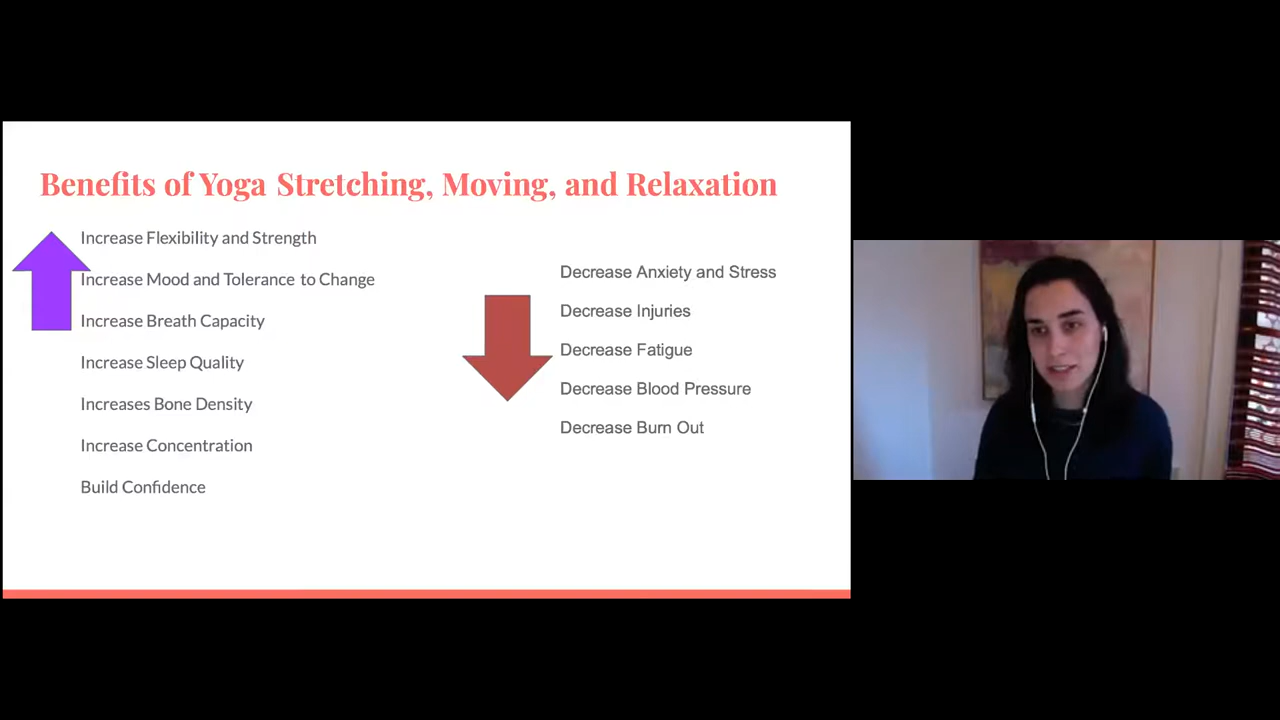 Benefits of Yoga Stretching, Moving, and Relaxation
Increase Flexibility and Strength
Increase Mood and Tolerance to Change
Increase Breath Capacity
Increase Sleep Quality
Increases Bone Density
Increase Concentration
Build Confidence
Decrease Anxiety and Stress
Decrease Injuries
Decrease Fatigue
Decrease Blood Pressure
Decrease Burn Out